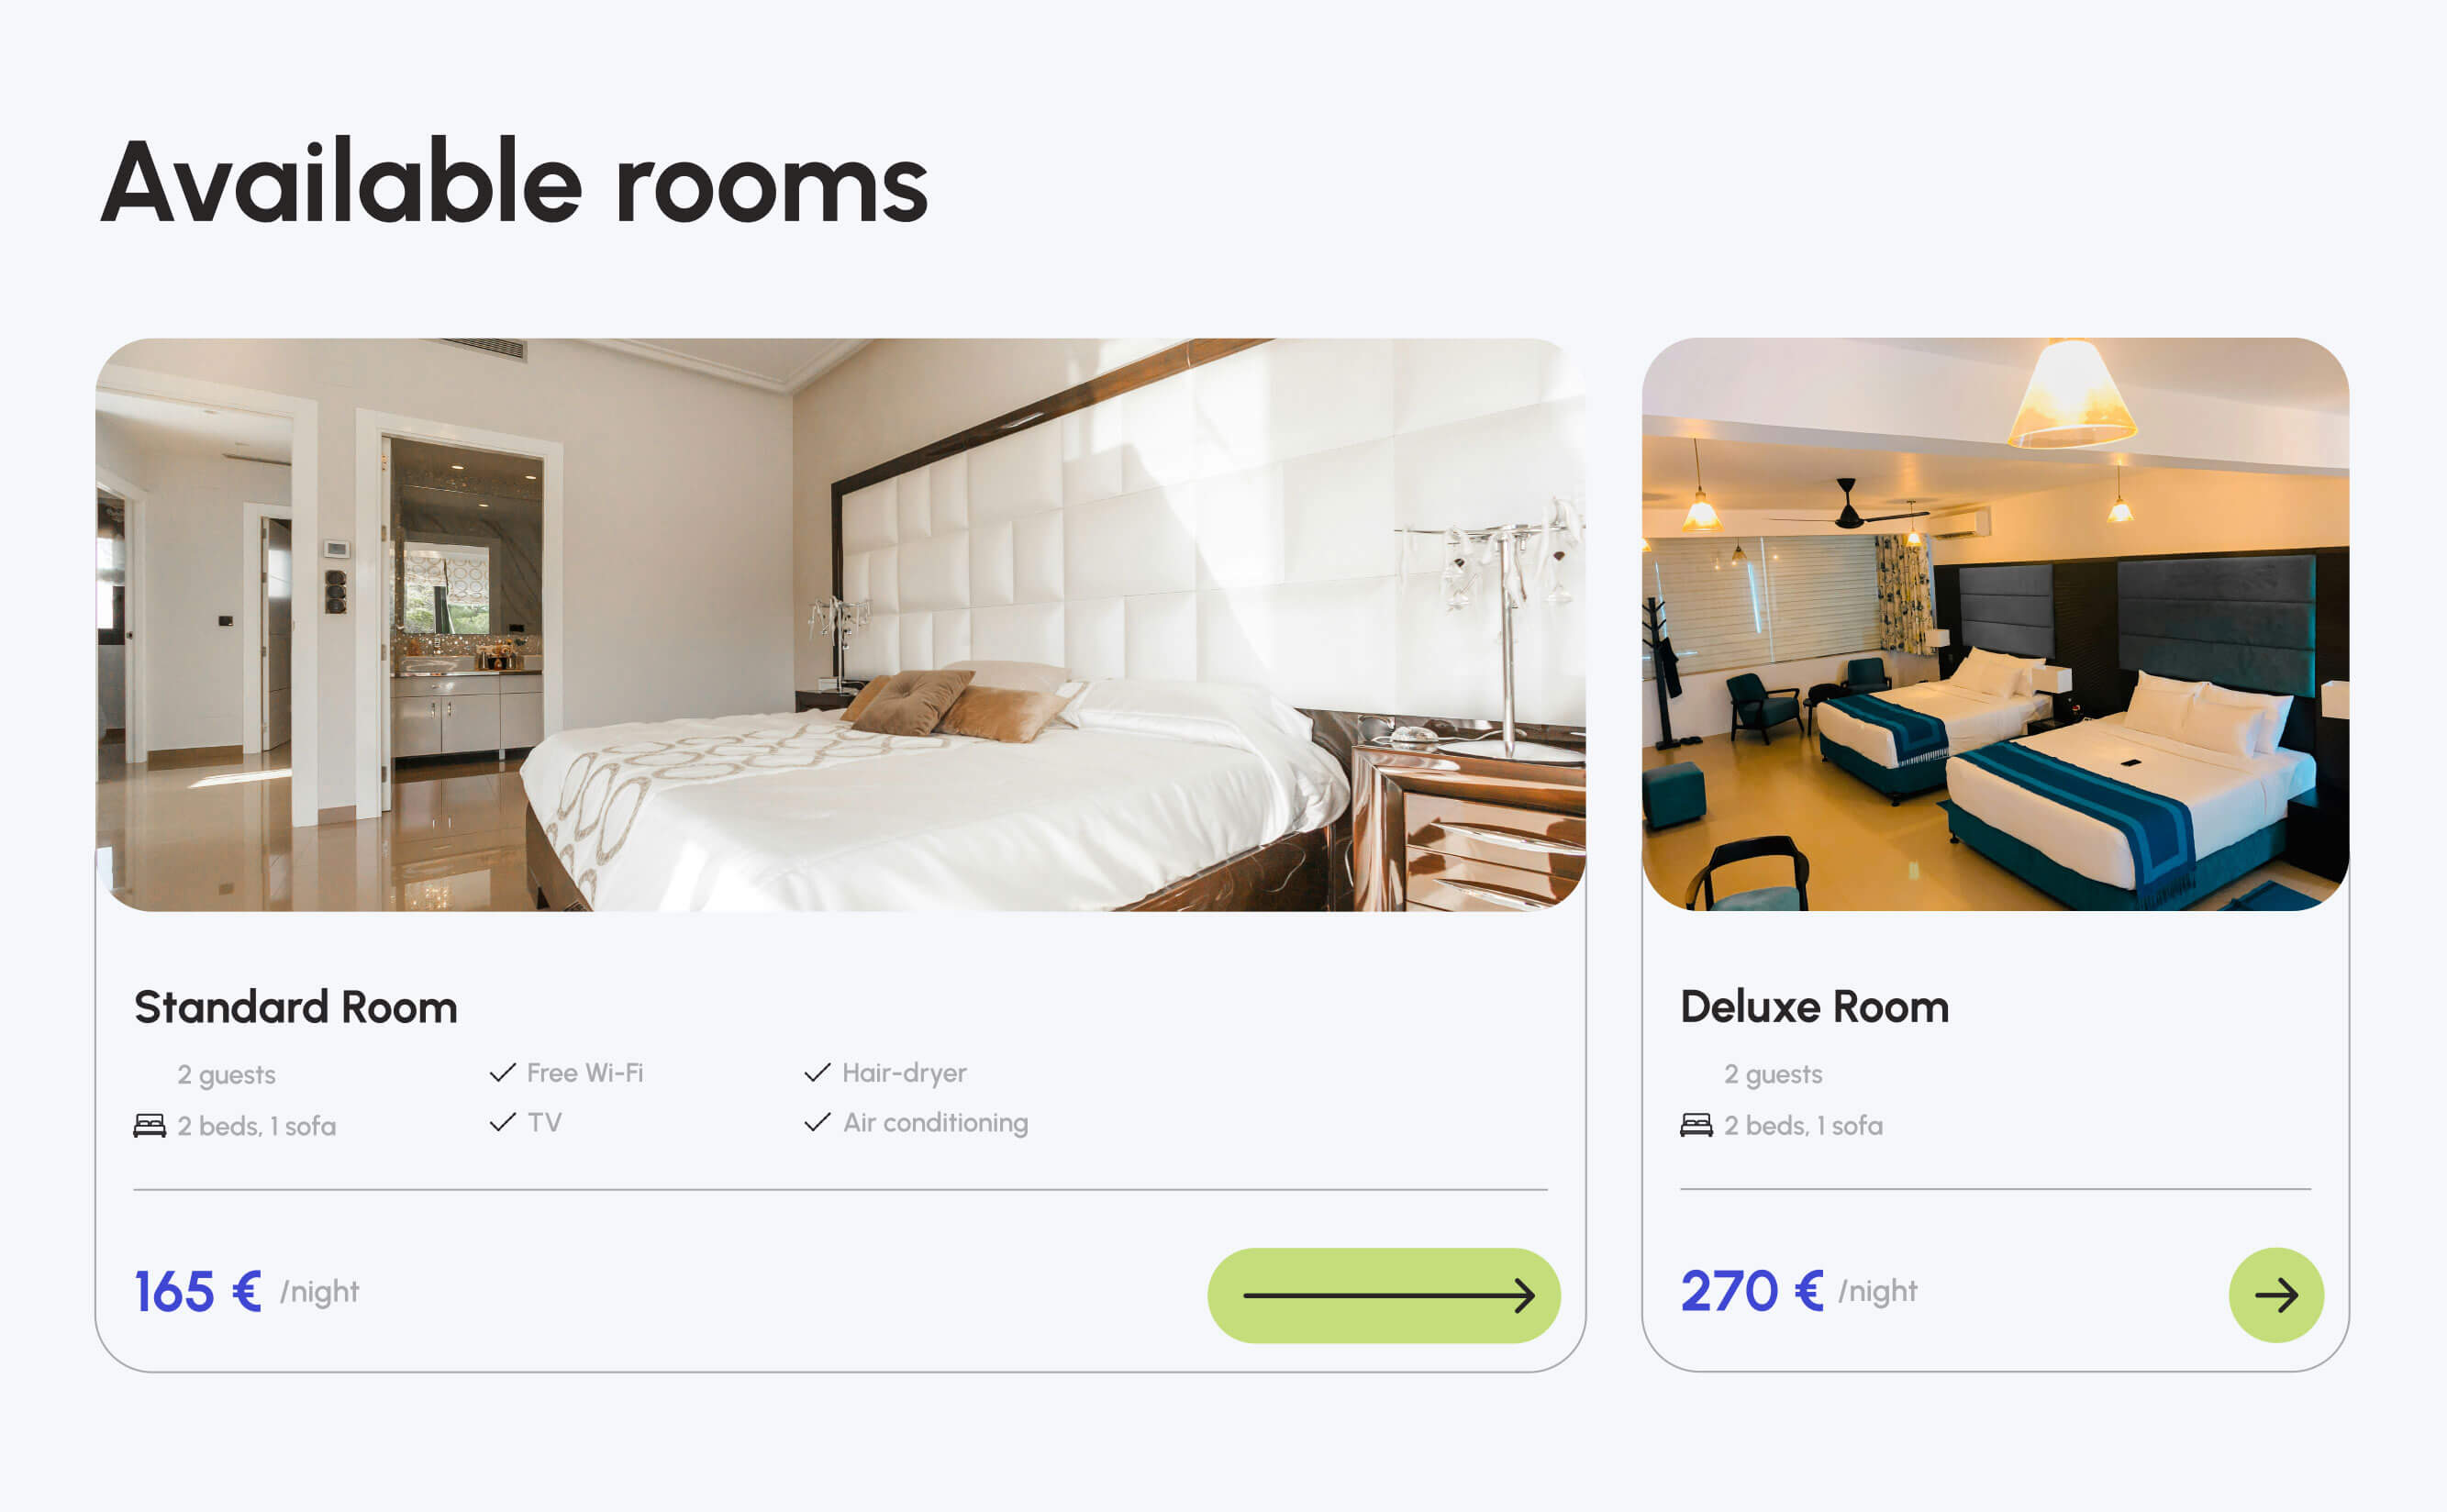 Available rooms
Standard Room
2 guests
Free Wi-Fi
Hair-dryer
2 beds, 1 sofa
TV
Air conditioning
165 € /night
Deluxe Room
2 guests
2 beds, 1 sofa
270 € /night